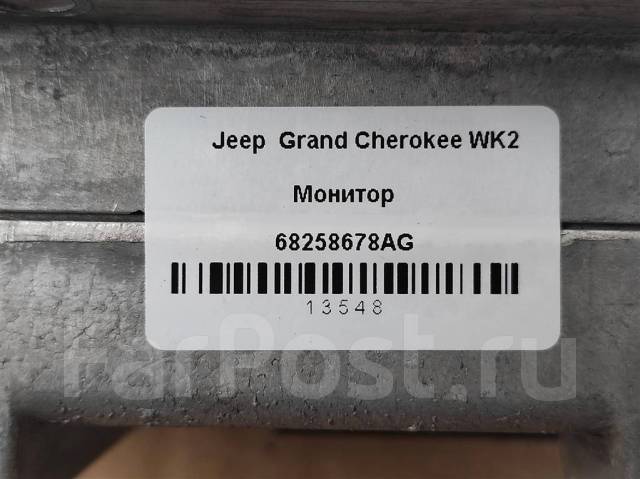 Jeep Grand Cherokee WK2
Монитор
68258678AG
13548
FarPost.ru